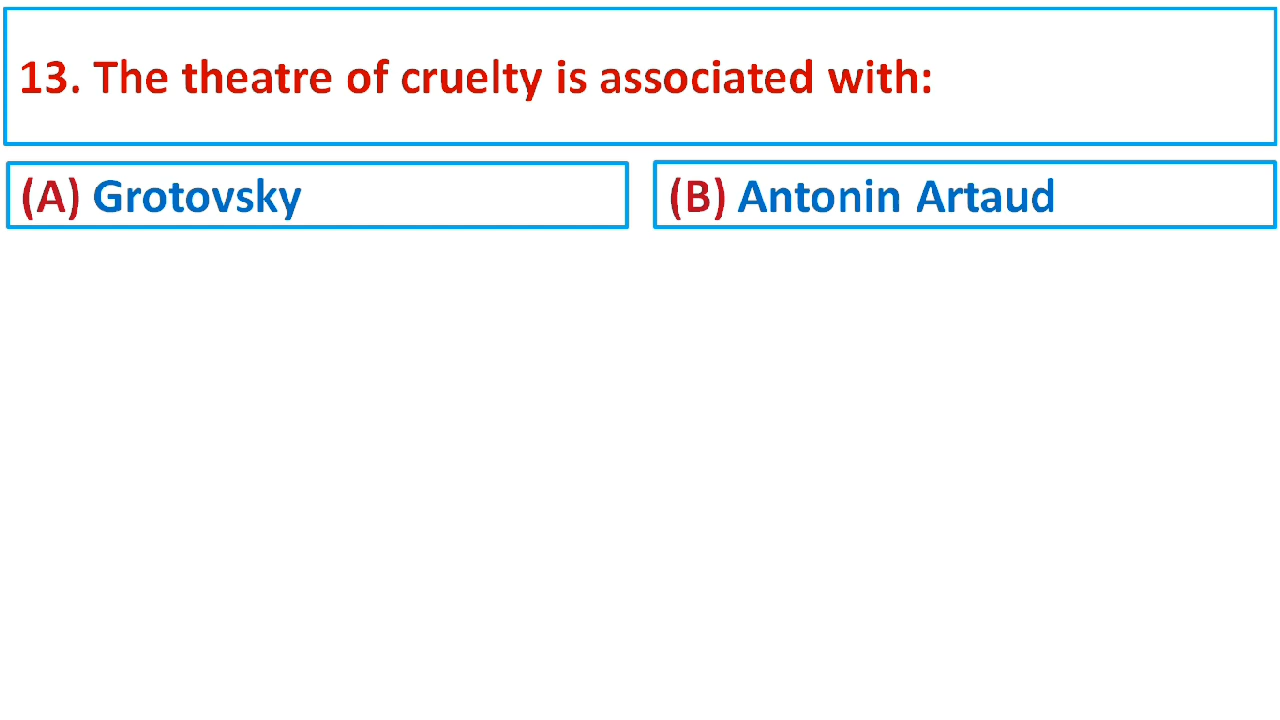 13. The theatre of cruelty is associated with:
(A) Grotovsky
(B) Antonin Artaud